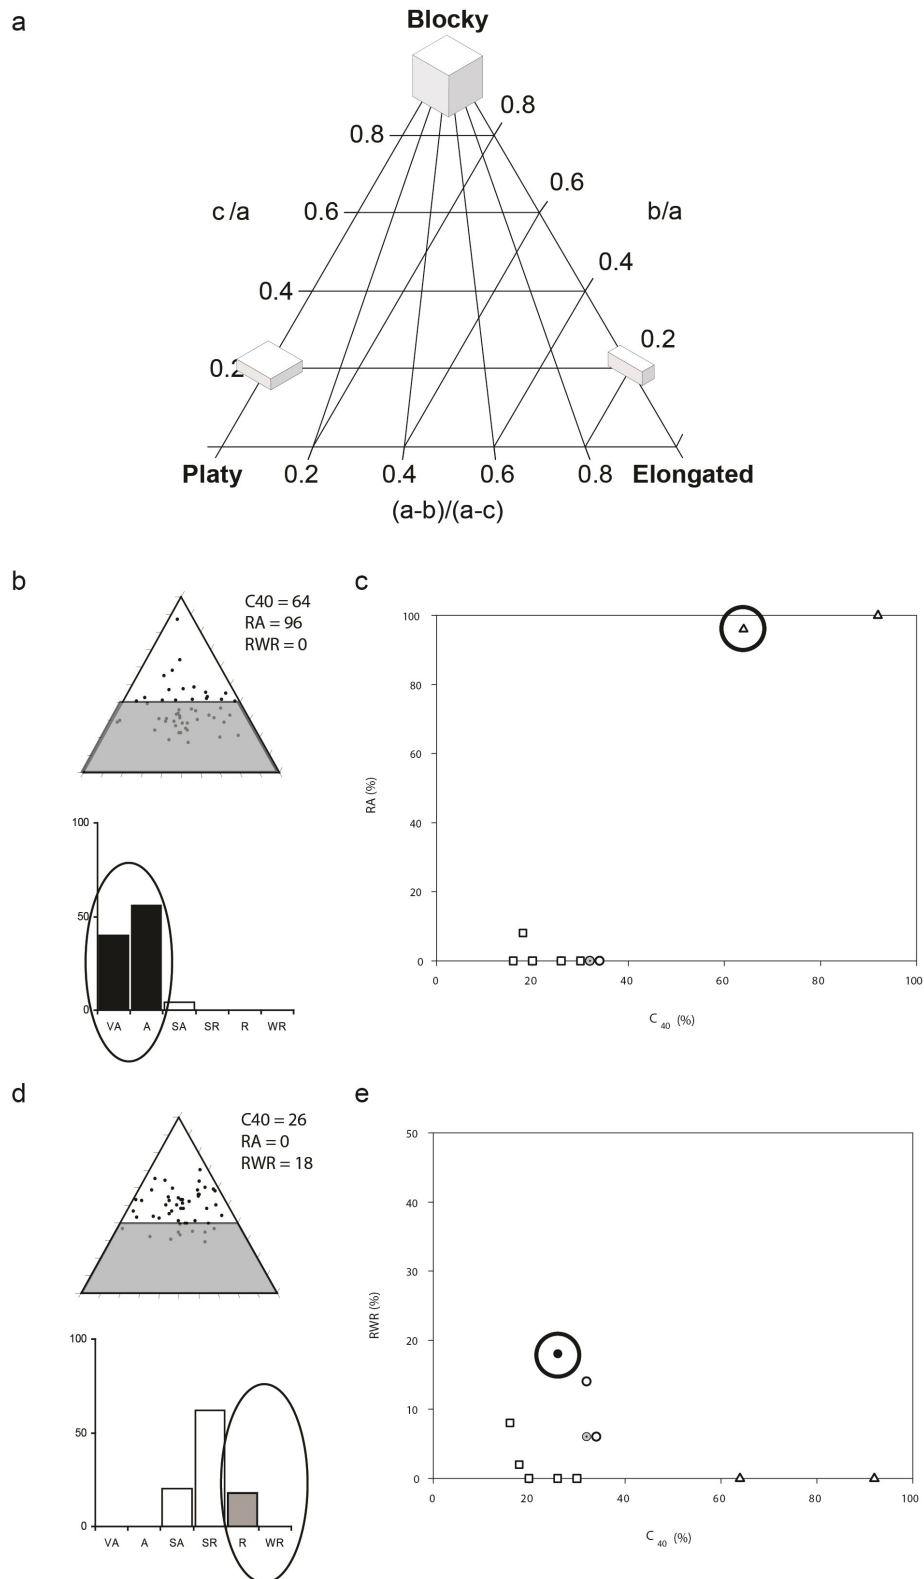 a
Blocky
0.8
0.8
0.6
c/a
0.6
b/a
0.4
0.4
0.2
0.2
Platy
0.2
0.4
0.6
0.8
Elongated
(a-b)/(a-c)
b
C40 = 64
RA = 96
RWR = 0
100
50
0
VA A SA SR R WR
c
100
80
60
RA (%)
40
20
0
0 20 40 60 80 100
C 40 (%)
d
C40 = 26
RA = 0
RWR = 18
100
50
0
VA A SA SR R WR
e
50
40
30
RWR (%)
20
10
0
0 20 40 60 80 100
C 40 (%)